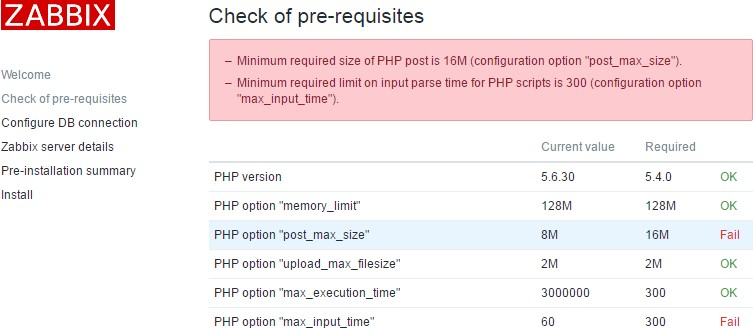 ZABBIX
Check of pre-requisites
– Minimum required size of PHP post is 16M (configuration option "post_max_size").
– Minimum required limit on input parse time for PHP scripts is 300 (configuration option
"max_input_time").
Welcome
Check of pre-requisites
Configure DB connection
Zabbix server details
Pre-installation summary
Install
Current value Required
PHP version 5.6.30 5.4.0 OK
PHP option "memory_limit" 128M 128M OK
PHP option "post_max_size" 8M 16M Fail
PHP option "upload_max_filesize" 2M 2M OK
PHP option "max_execution_time" 3000000 300 OK
PHP option "max_input_time" 60 300 Fail